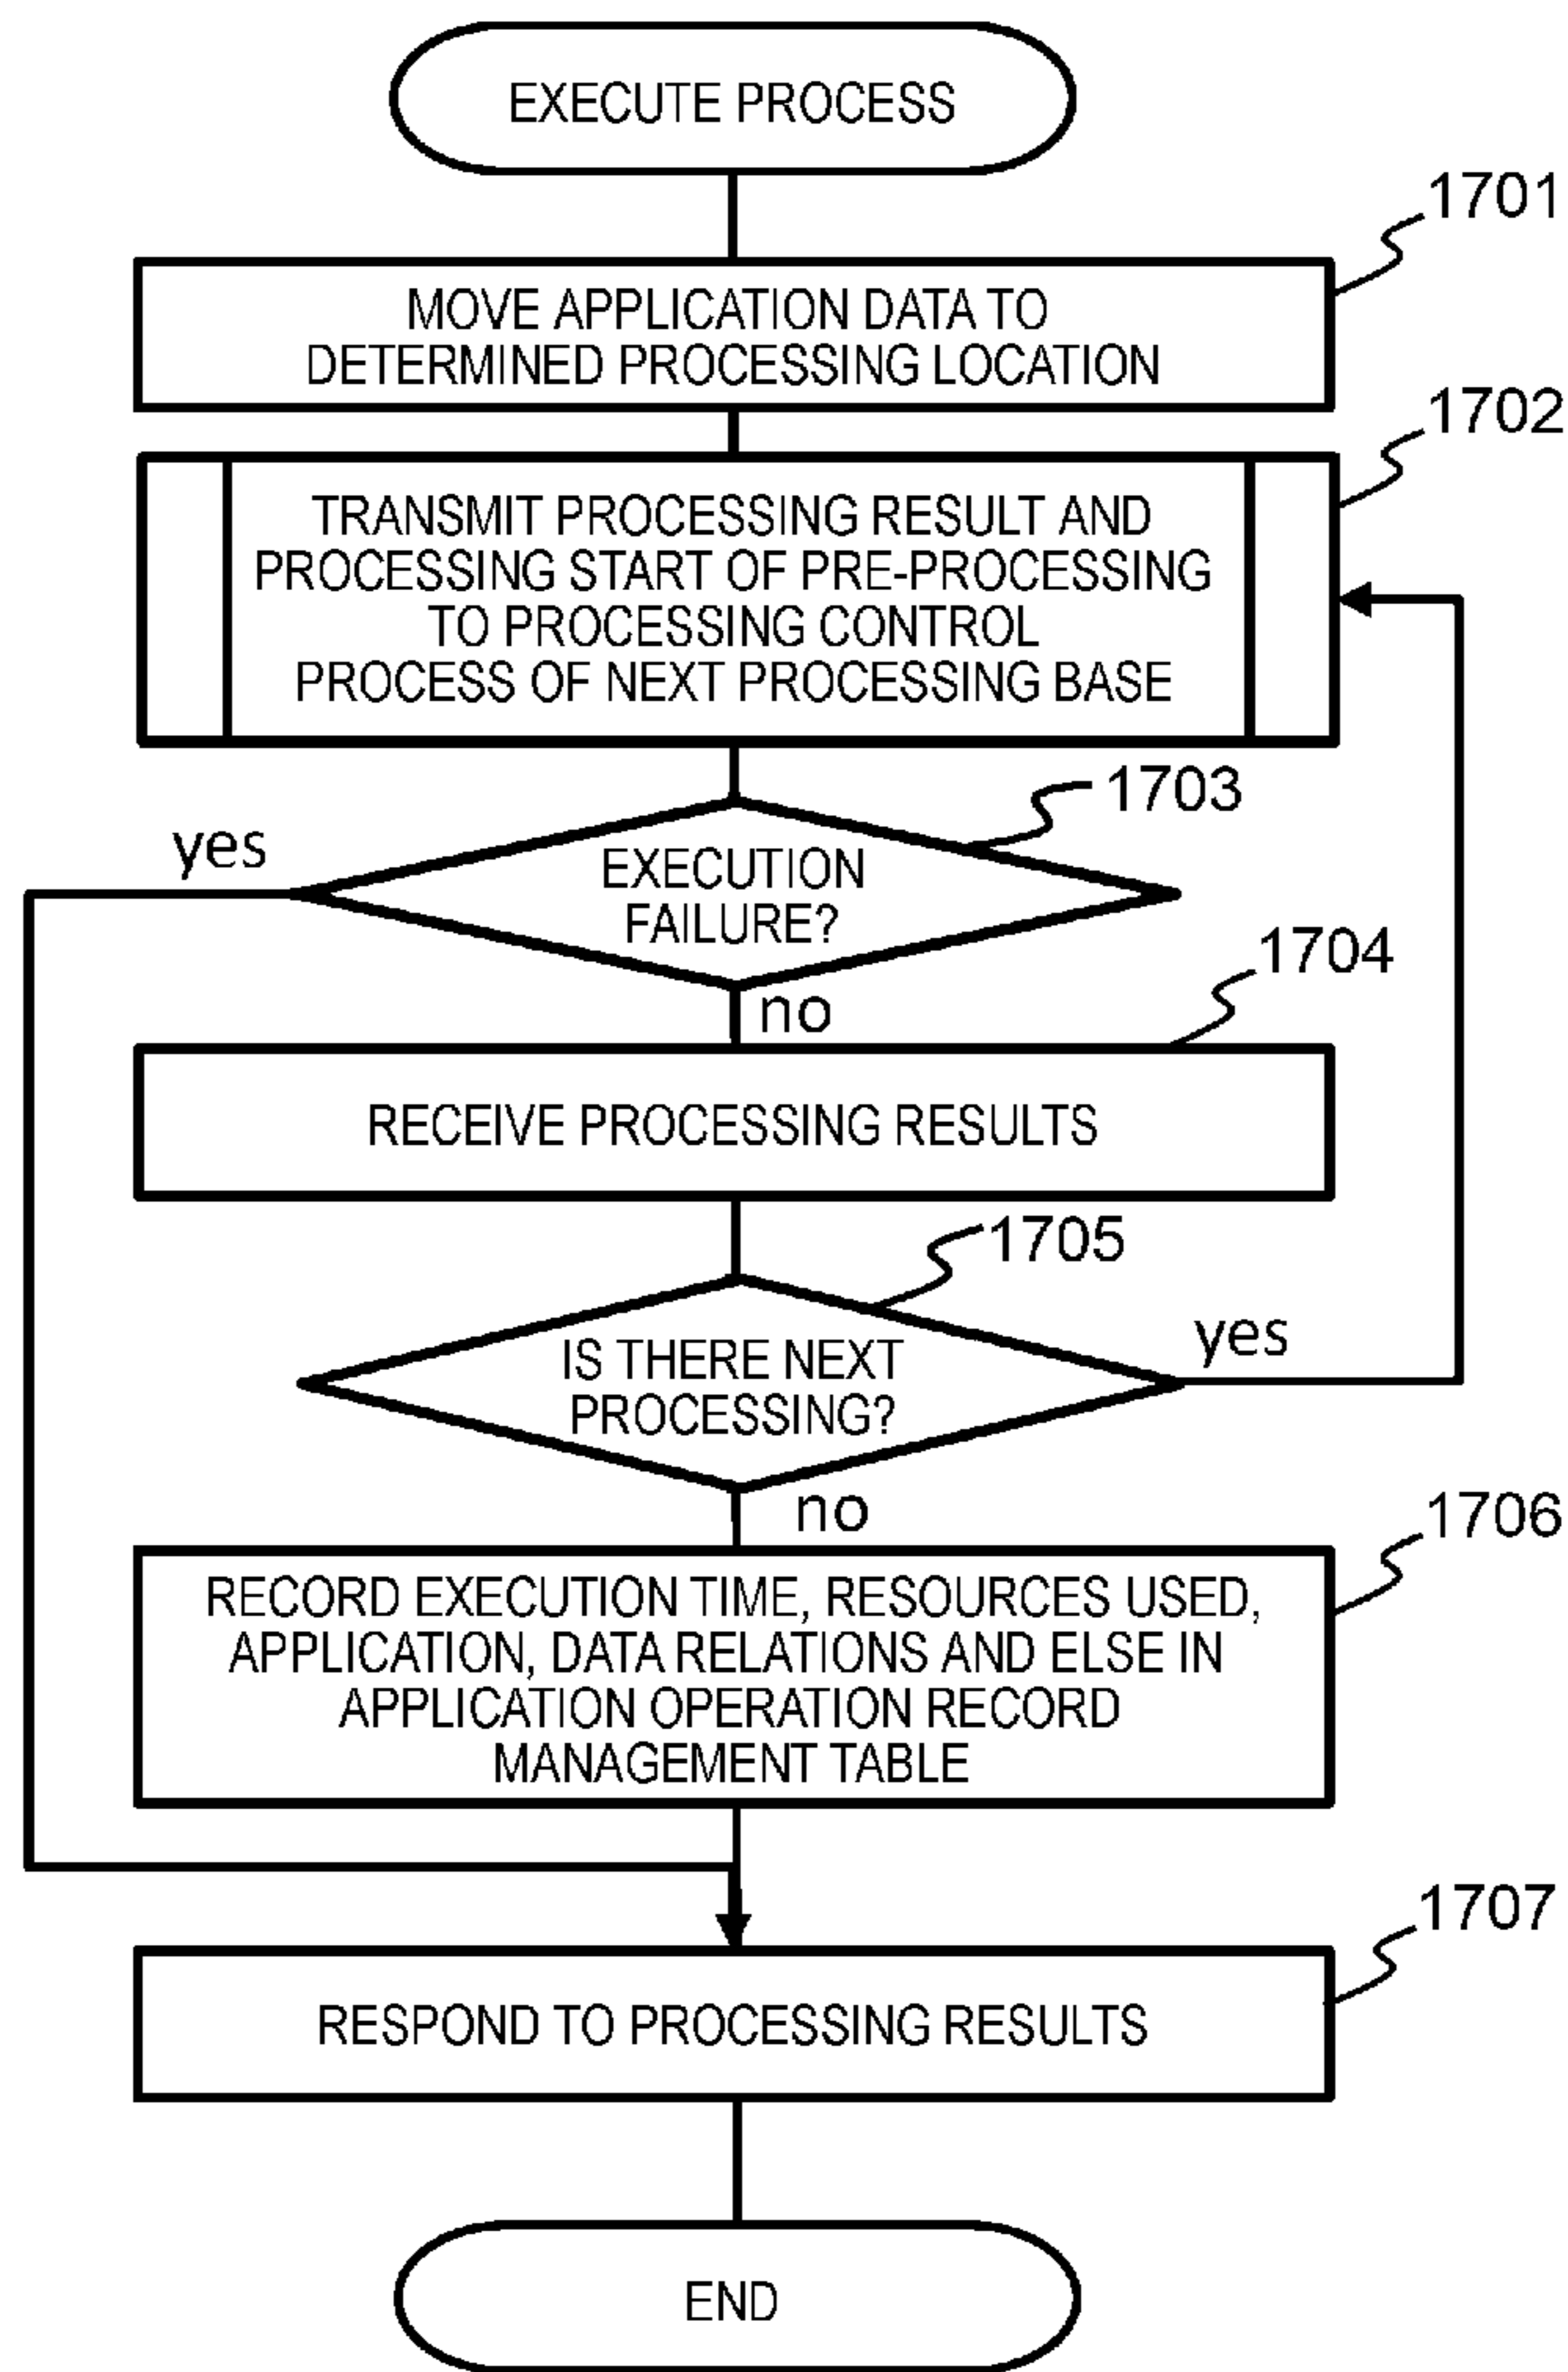 EXECUTE PROCESS
1701
MOVE APPLICATION DATA TO
DETERMINED PROCESSING LOCATION
1702
TRANSMIT PROCESSING RESULT AND
PROCESSING START OF PRE-PROCESSING
TO PROCESSING CONTROL
PROCESS OF NEXT PROCESSING BASE
1703
yes
EXECUTION
FAILURE?
1704
no
RECEIVE PROCESSING RESULTS
1705
yes
IS THERE NEXT
PROCESSING?
no
1706
RECORD EXECUTION TIME, RESOURCES USED,
APPLICATION, DATA RELATIONS AND ELSE IN
APPLICATION OPERATION RECORD
MANAGEMENT TABLE
1707
RESPOND TO PROCESSING RESULTS
END